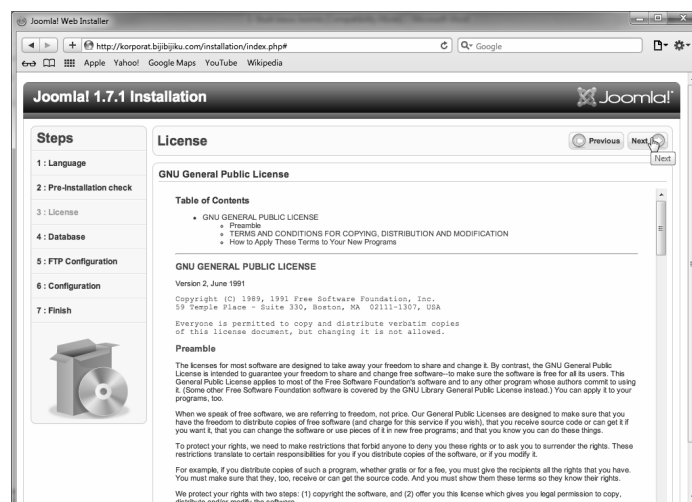 Joomla! Web Installer
http://korporat.bijibijiku.com/installation/index.php#
Google
Apple Yahoo! Google Maps YouTube Wikipedia
Joomla! 1.7.1 Installation
Joomla!
Steps
1 : Language
2 : Pre-Installation check
3 : License
4 : Database
5 : FTP Configuration
6 : Configuration
7 : Finish
License
Previous
Next
Next
GNU General Public License
Table of Contents
GNU GENERAL PUBLIC LICENSE
Preamble
TERMS AND CONDITIONS FOR COPYING, DISTRIBUTION AND MODIFICATION
How to Apply These Terms to Your New Programs
GNU GENERAL PUBLIC LICENSE
Version 2, June 1991
Copyright (C) 1989, 1991 Free Software Foundation, Inc.
59 Temple Place - Suite 330, Boston, MA 02111-1307, USA
Everyone is permitted to copy and distribute verbatim copies
of this license document, but changing it is not allowed.
Preamble
The licenses for most software are designed to take away your freedom to share and change it. By contrast, the GNU General Public
License is intended to guarantee your freedom to share and change free software--to make sure the software is free for all its users. This
General Public License applies to most of the Free Software Foundation's software and to any other program whose authors commit to using
it. (Some other Free Software Foundation software is covered by the GNU Library General Public License instead.) You can apply it to your
programs, too.
When we speak of free software, we are referring to freedom, not price. Our General Public Licenses are designed to make sure that you
have the freedom to distribute copies of free software (and charge for this service if you wish), that you receive source code or can get it if
you want it, that you can change the software or use pieces of it in new free programs; and that you know you can do these things.
To protect your rights, we need to make restrictions that forbid anyone to deny you these rights or to ask you to surrender the rights. These
restrictions translate to certain responsibilities for you if you distribute copies of the software, or if you modify it.
For example, if you distribute copies of such a program, whether gratis or for a fee, you must give the recipients all the rights that you have.
You must make sure that they, too, receive or can get the source code. And you must show them these terms so they know their rights.
We protect your rights with two steps: (1) copyright the software, and (2) offer you this license which gives you legal permission to copy,
distribute and/or modify the software.